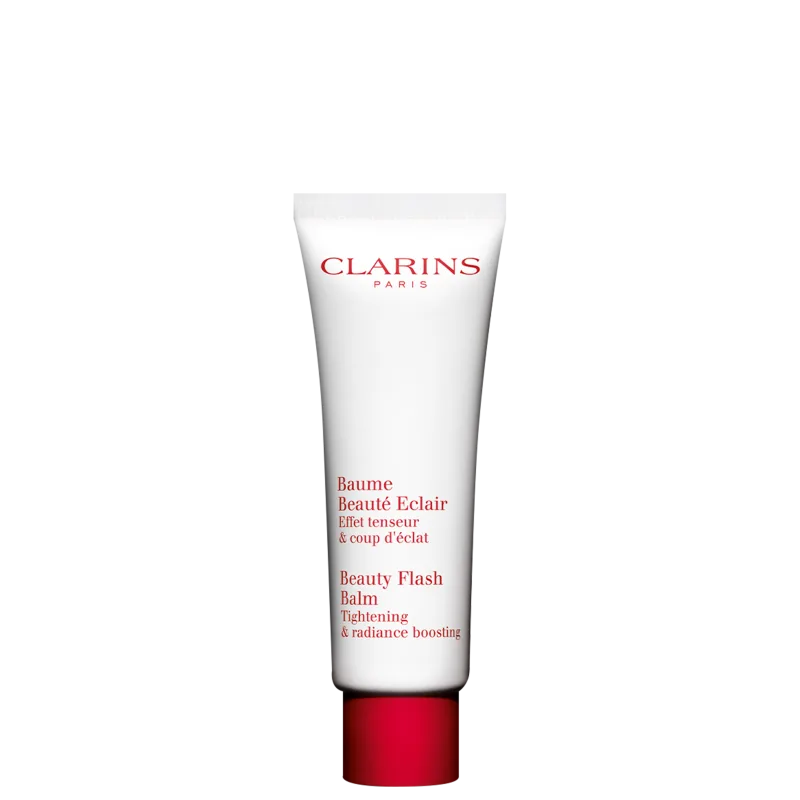 CLARINS
PARIS
Baume
Beauté Eclair
Effet tenseur
& coup d'éclat
Beauty Flash
Balm
Tightening
& radiance boosting